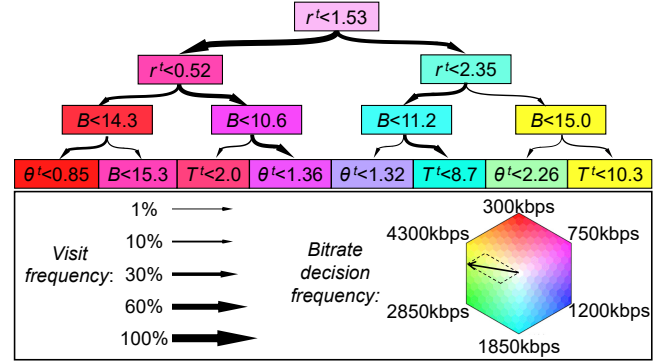 r^t<1.53
r^t<0.52 r^t<2.35
B<14.3 B<10.6 B<11.2 B<15.0
θ^t<0.85 B<15.3 T^t<2.0 θ^t<1.36 θ^t<1.32 T^t<8.7 θ^t<2.26 T^t<10.3
Visit
frequency:
1%
10%
30%
60%
100%
Bitrate
decision
frequency:
300kbps
4300kbps 750kbps
2850kbps 1200kbps
1850kbps